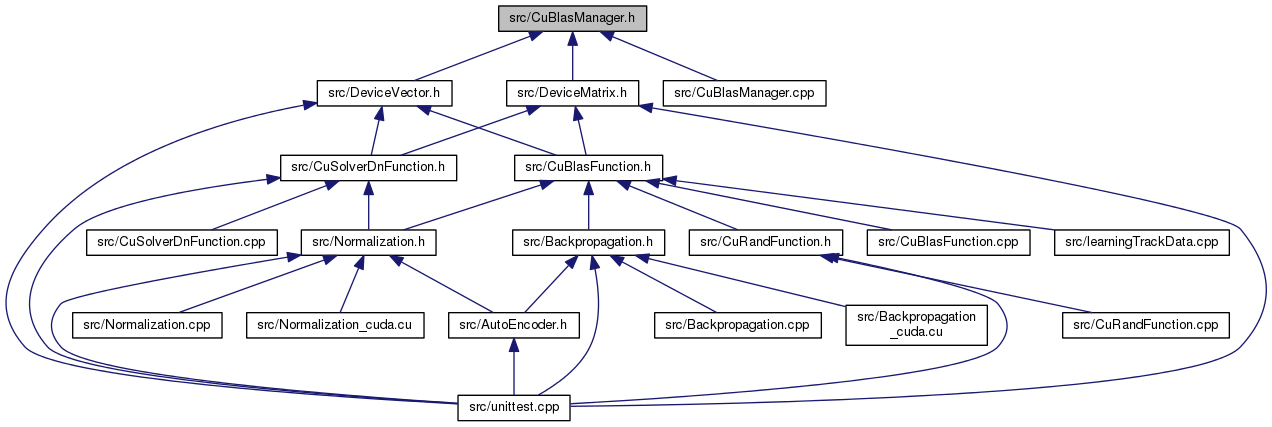 src/CuBlasManager.h
src/DeviceVector.h
src/DeviceMatrix.h
src/CuBlasManager.cpp
src/CuSolverDnFunction.h
src/CuBlasFunction.h
src/CuSolverDnFunction.cpp
src/Normalization.h
src/Backpropagation.h
src/CuRandFunction.h
src/CuBlasFunction.cpp
src/learningTrackData.cpp
src/Normalization.cpp
src/Normalization_cuda.cu
src/AutoEncoder.h
src/Backpropagation.cpp
src/Backpropagation
_cuda.cu
src/CuRandFunction.cpp
src/unittest.cpp